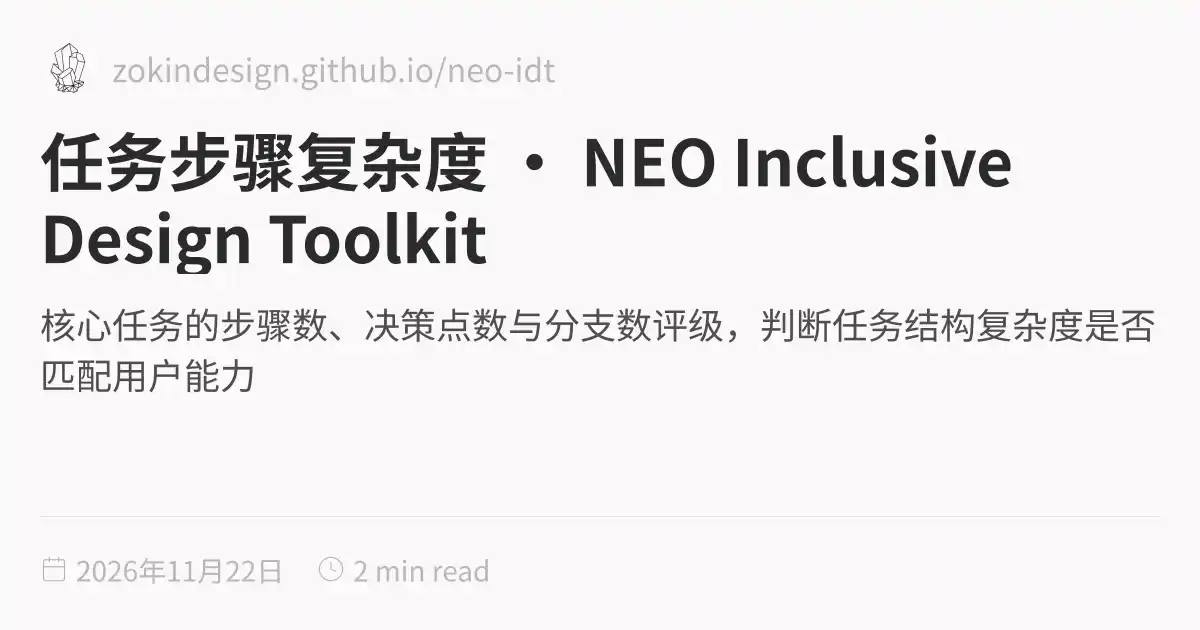 zokindesign.github.io/neo-idt
任务步骤复杂度 · NEO Inclusive
Design Toolkit
核心任务的步骤数、决策点数与分支数评级，判断任务结构复杂度是否
匹配用户能力
2026年11月22日 2 min read